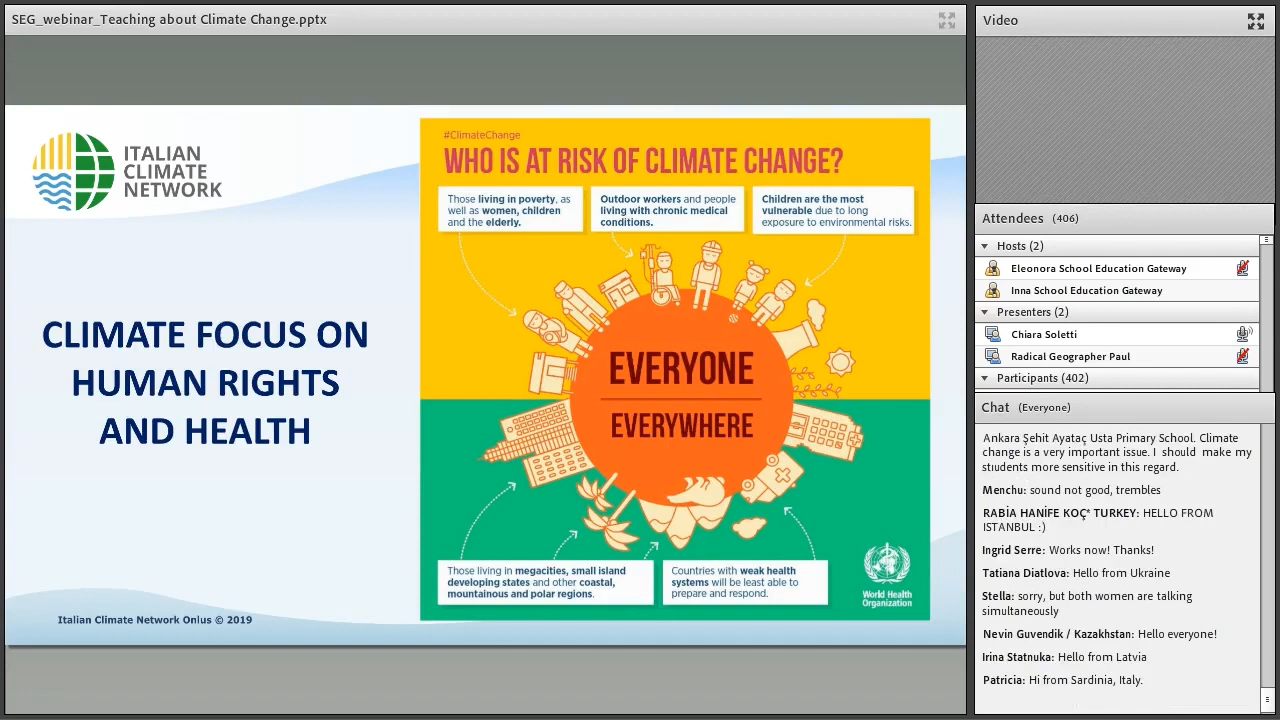 SEG_webinar_Teaching about Climate Change.pptx
ITALIAN
CLIMATE
NETWORK
CLIMATE FOCUS ON
HUMAN RIGHTS
AND HEALTH
Italian Climate Network Onlus © 2019
#ClimateChange
WHO IS AT RISK OF CLIMATE CHANGE?
Those living in poverty, as
well as women, children
and the elderly.
Outdoor workers and people
living with chronic medical
conditions.
Children are the most
vulnerable due to long
exposure to environmental risks.
EVERYONE
EVERYWHERE
Those living in megacities, small island
developing states and other coastal,
mountainous and polar regions.
Countries with weak health
systems will be least able to
prepare and respond.
World Health
Organization
Video
Attendees (406)
Hosts (2)
Eleonora School Education Gateway
Inna School Education Gateway
Presenters (2)
Chiara Soletti
Radical Geographer Paul
Participants (402)
Chat (Everyone)
Ankara Şehit Ayataç Usta Primary School. Climate
change is a very important issue. I should make my
students more sensitive in this regard.
Menchu: sound not good, trembles
RABİA HANİFE KOÇ* TURKEY: HELLO FROM
ISTANBUL :)
Ingrid Serre: Works now! Thanks!
Tatiana Diatlova: Hello from Ukraine
Stella: sorry, but both women are talking
simultaneously
Nevin Guvendik / Kazakhstan: Hello everyone!
Irina Statnuka: Hello from Latvia
Patricia: Hi from Sardinia, Italy.